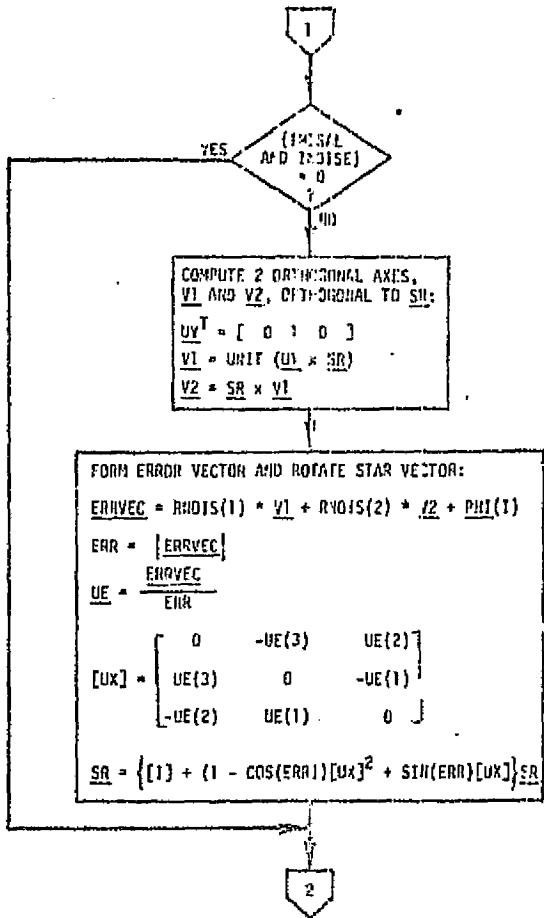 1
YES
AND INOISE)
= 0
?
NO
COMPUTE 2 ORTHOGONAL AXES,
V1 AND V2, ORTHOGONAL TO SR:
UY^T = [ 0 1 0 ]
V1 = UNIT (UY × SR)
V2 = SR × V1
FORM ERROR VECTOR AND ROTATE STAR VECTOR:
ERRVEC = RNOIS(1) * V1 + RNOIS(2) * V2 + PHI(I)
ERR = |ERRVEC|
UE = ERRVEC
ERR
0 -UE(3) UE(2)
[UX] = UE(3) 0 -UE(1)
-UE(2) UE(1) 0
SR = {[I] + (1 - COS(ERR))[UX]^2 + SIN(ERR)[UX]}SR
2